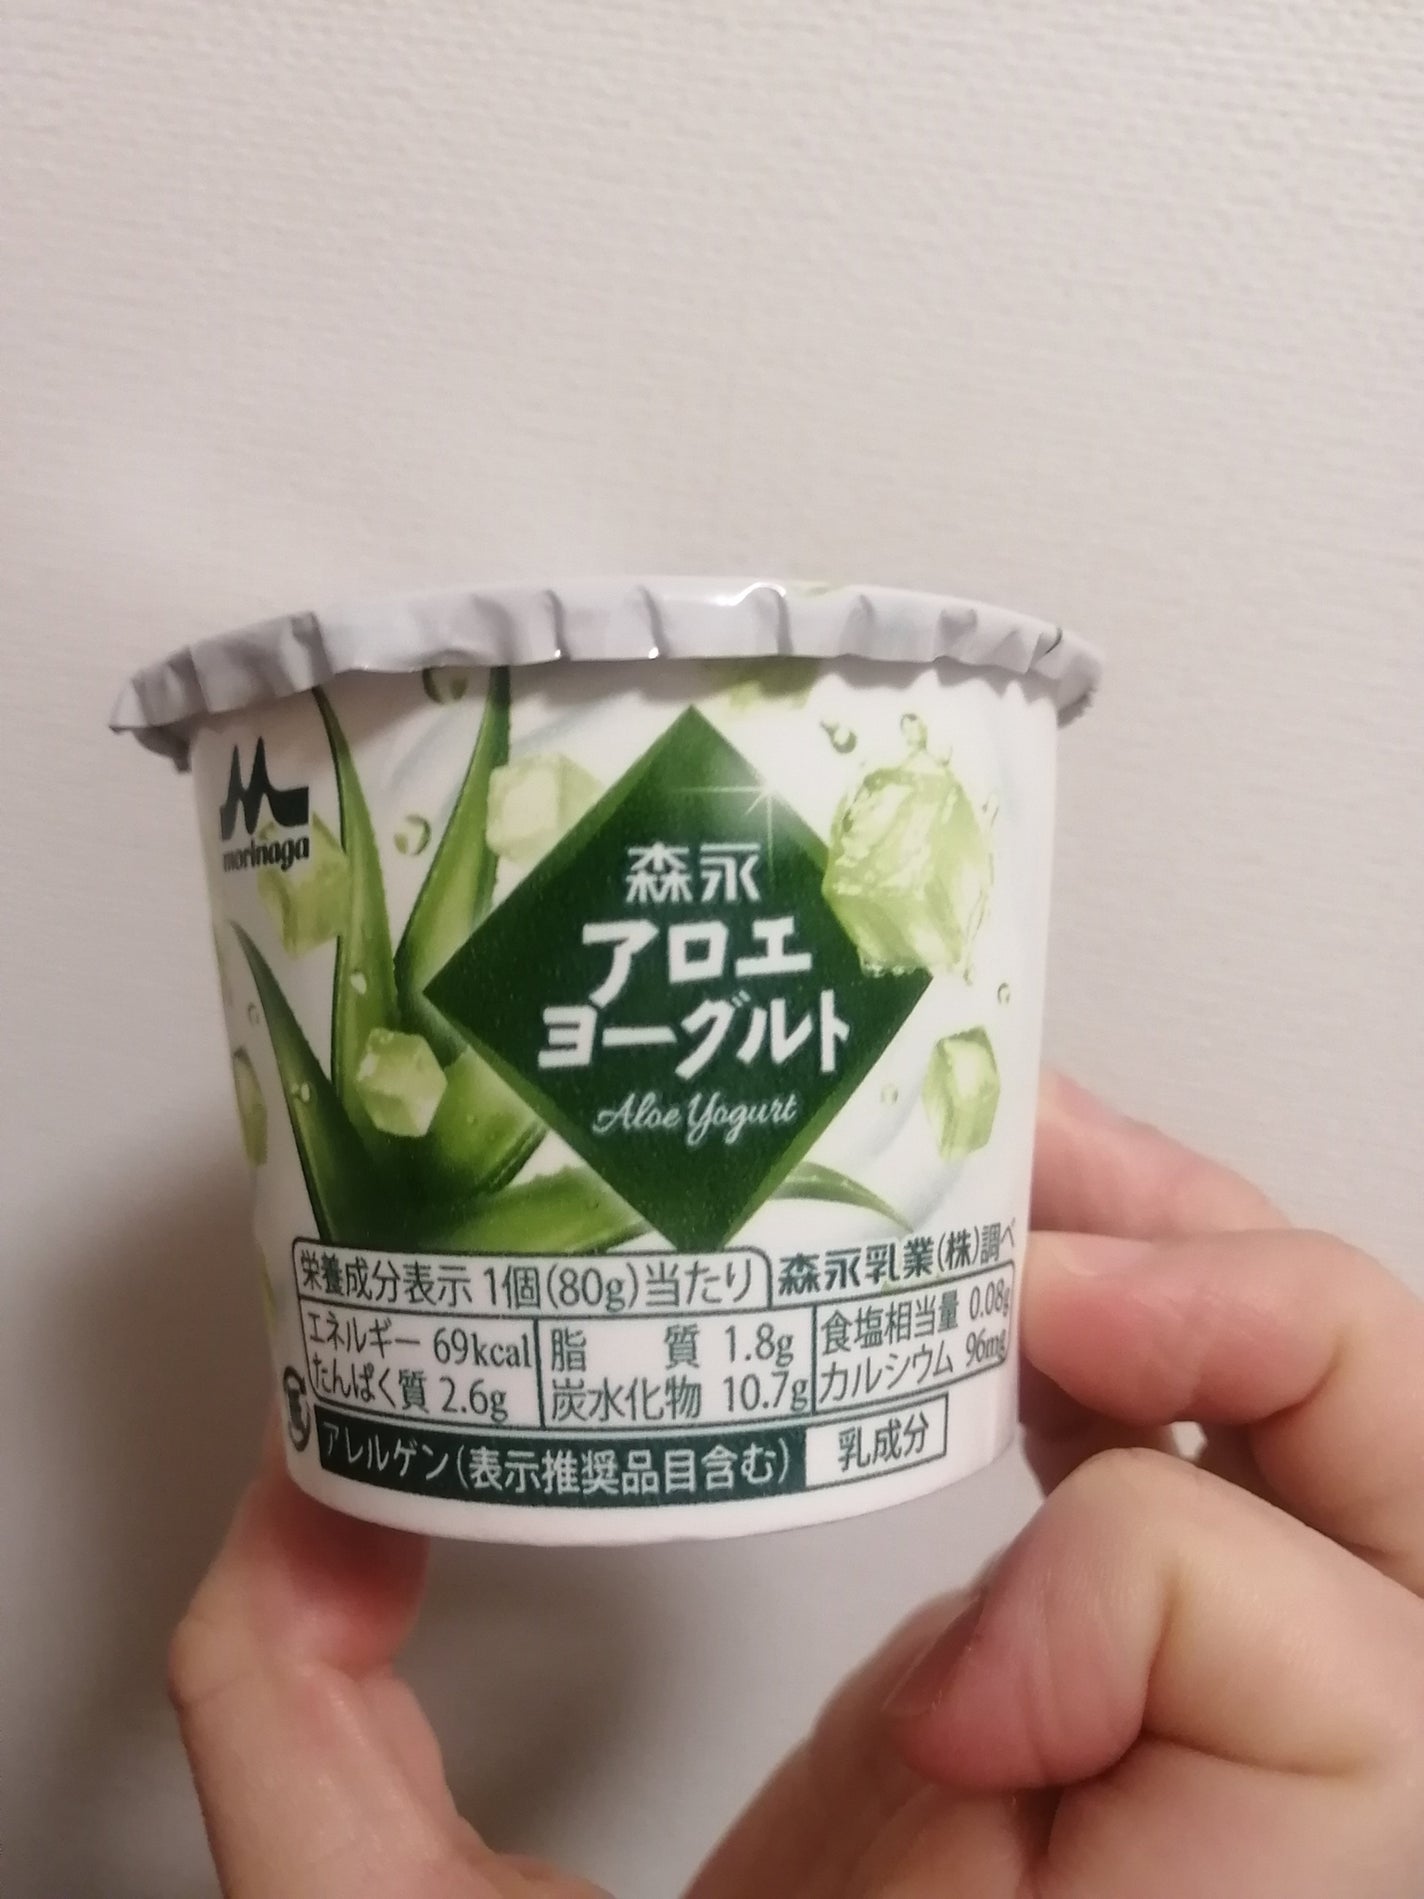 morinaga
森永
アロエ
ヨーグルト
Aloe Yogurt
栄養成分表示 1個(80g)当たり 森永乳業(株)調べ
エネルギー 69kcal 脂質 1.8g 食塩相当量 0.08g
たんぱく質 2.6g 炭水化物 10.7g カルシウム 96mg
アレルゲン(表示推奨品目含む) 乳成分